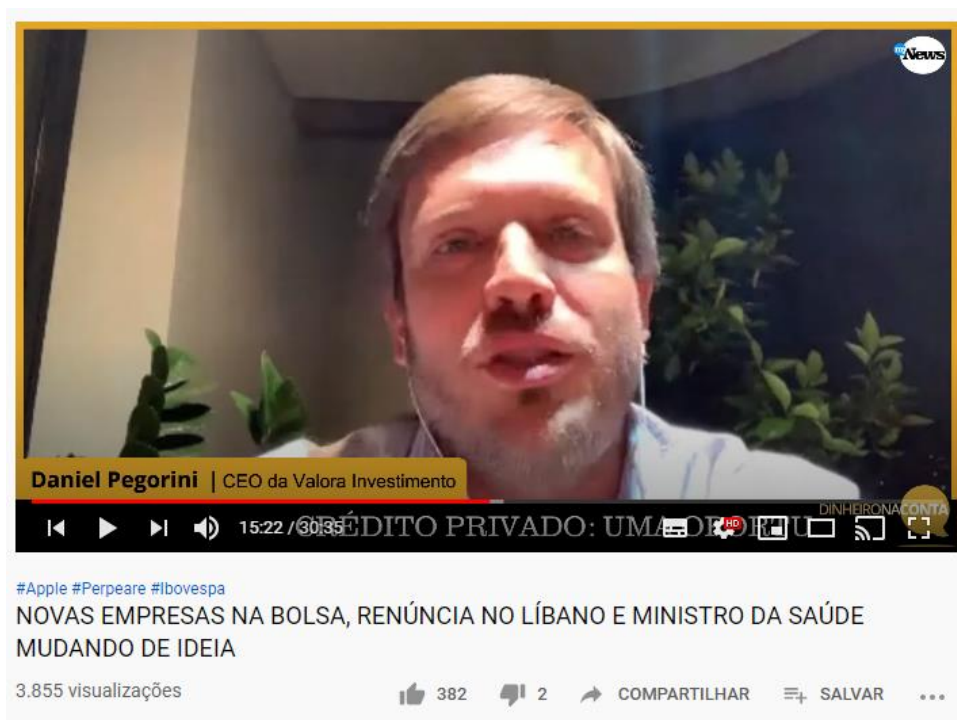 myNews
Daniel Pegorini | CEO da Valora Investimento
DINHEIRONACONTA
15:22 / 30:35
CRÉDITO PRIVADO: UMA OPORTU
HD
#Apple #Perpeare #Ibovespa
NOVAS EMPRESAS NA BOLSA, RENÚNCIA NO LÍBANO E MINISTRO DA SAÚDE
MUDANDO DE IDEIA
3.855 visualizações
382
2
COMPARTILHAR
SALVAR